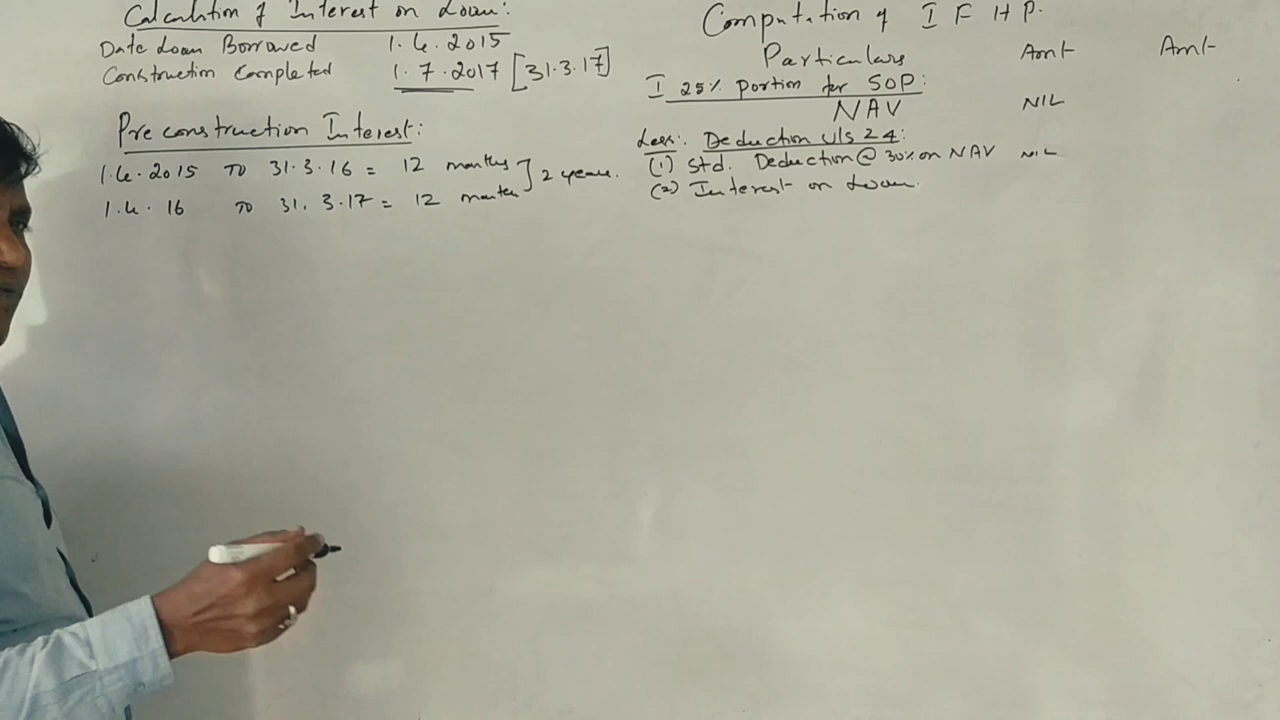 Calculation of Interest on Loan:
Date Loan Borrowed 1.4.2015
Construction Completed 1.7.2017 [31.3.17]
Pre construction Interest:
1.4.2015 TO 31.3.16 = 12 months ] 2 years.
1.4.16 TO 31.3.17 = 12 months
Computation of I F H P.
Particulars Amt Amt
I 25% portion for SOP:
NAV NIL
Less: Deduction U/S 24:
(1) Std. Deduction @ 30% on NAV NIL
(2) Interest on Loan.